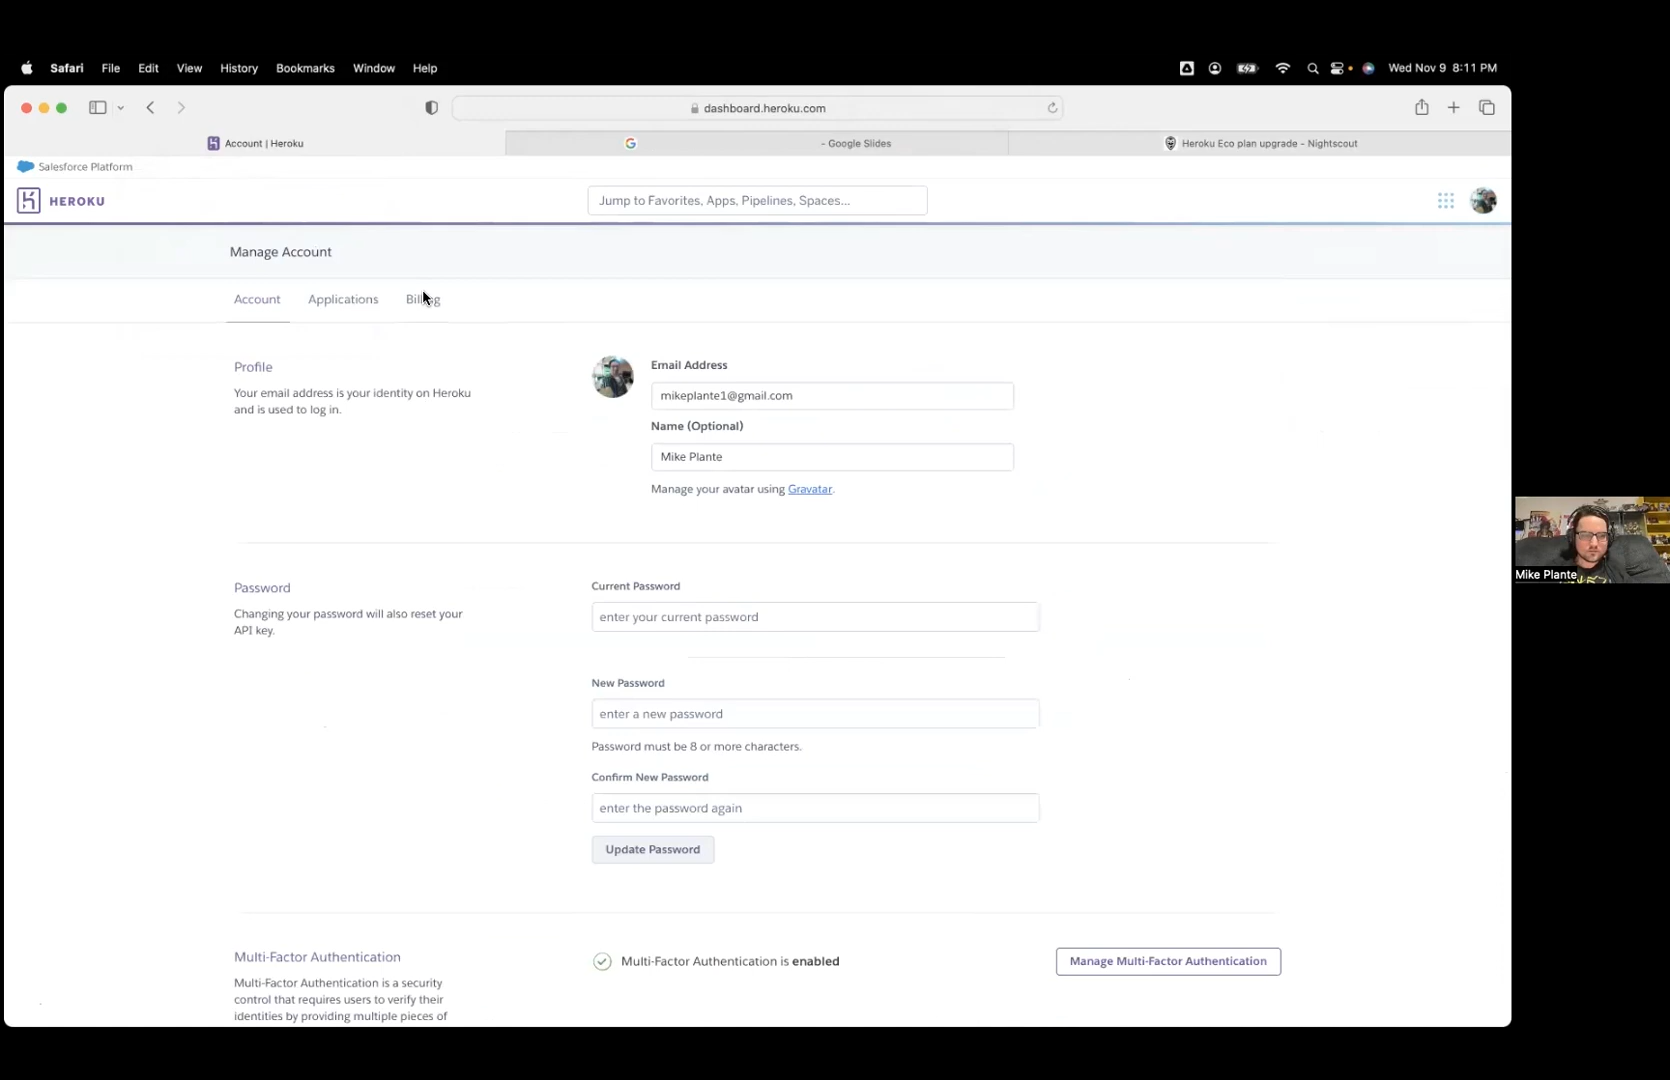 Safari File Edit View History Bookmarks Window Help
Wed Nov 9 8:11 PM
dashboard.heroku.com
Account | Heroku
- Google Slides
Heroku Eco plan upgrade - Nightscout
Salesforce Platform
HEROKU
Jump to Favorites, Apps, Pipelines, Spaces...
Manage Account
Account Applications Billing
Profile
Your email address is your identity on Heroku
and is used to log in.
Email Address
mikeplante1@gmail.com
Name (Optional)
Mike Plante
Manage your avatar using Gravatar.
Mike Plante
Password
Changing your password will also reset your
API key.
Current Password
enter your current password
New Password
enter a new password
Password must be 8 or more characters.
Confirm New Password
enter the password again
Update Password
Multi-Factor Authentication
Multi-Factor Authentication is a security
control that requires users to verify their
identities by providing multiple pieces of
Multi-Factor Authentication is enabled
Manage Multi-Factor Authentication